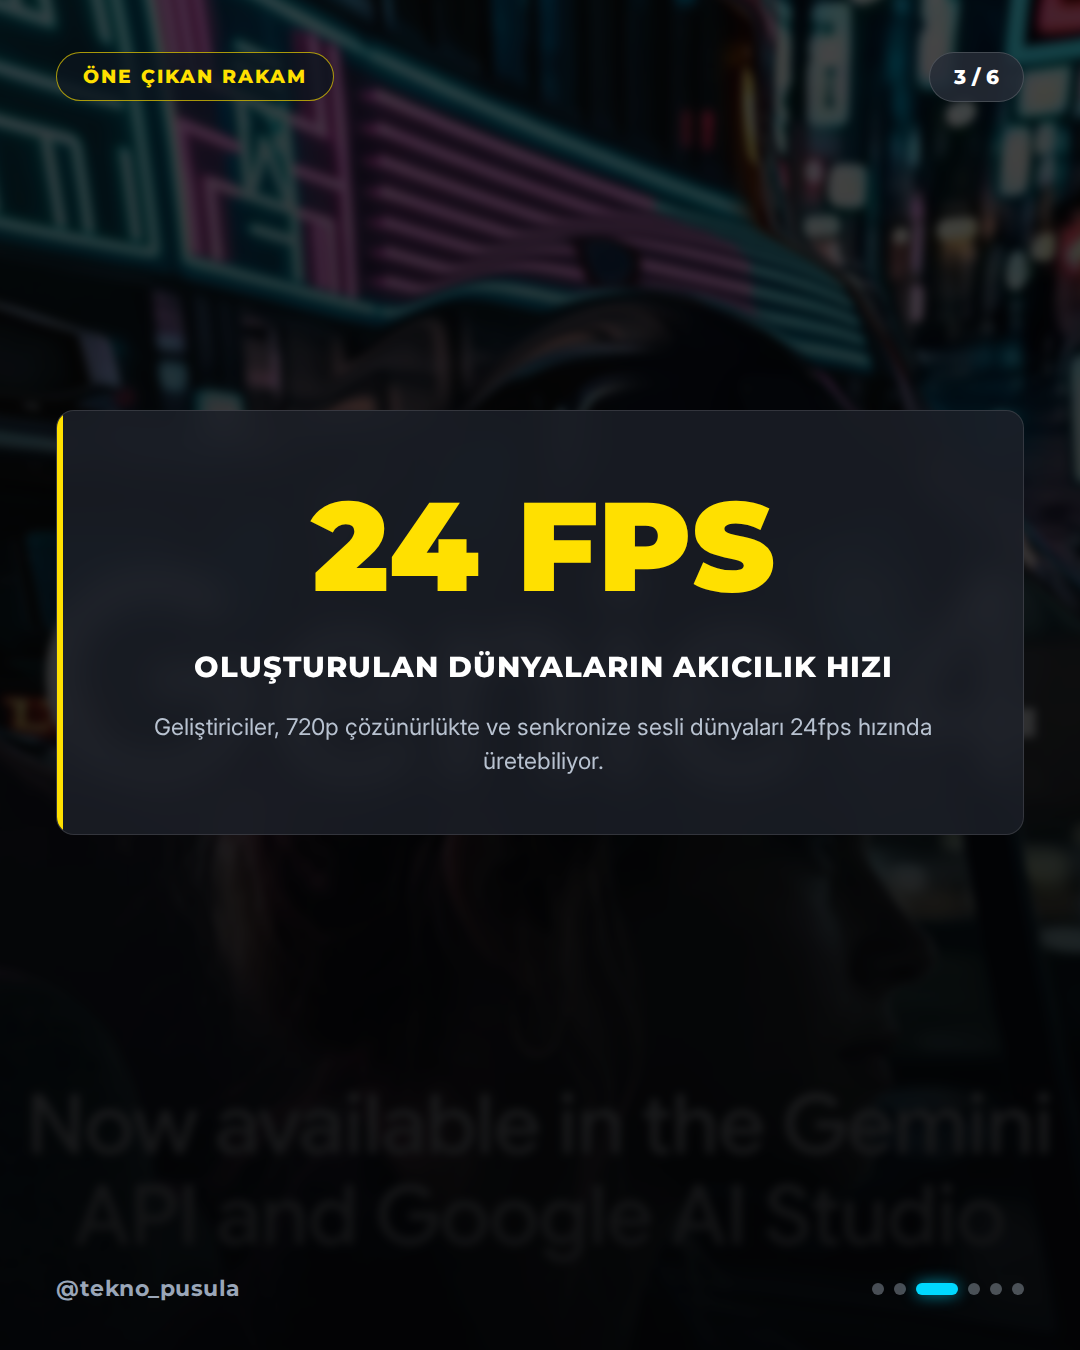 ÖNE ÇIKAN RAKAM
3 / 6
24 FPS
OLUŞTURULAN DÜNYALARIN AKICILIK HIZI
Geliştiriciler, 720p çözünürlükte ve senkronize sesli dünyaları 24fps hızında
üretebiliyor.
Now available in the Gemini
API and Google AI Studio
@tekno_pusula